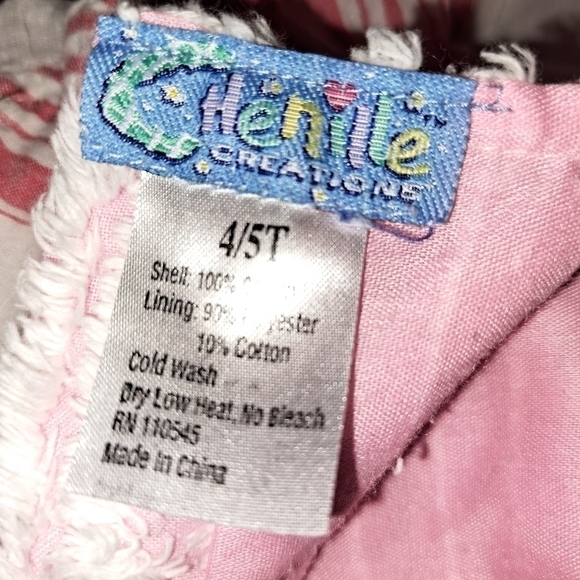 CHenille
CREATIONS
4/5T
Shell: 100%
Lining: 90% Polyester
10% Cotton
Cold Wash
Dry Low Heat. No Bleach
RN 110545
Made In China